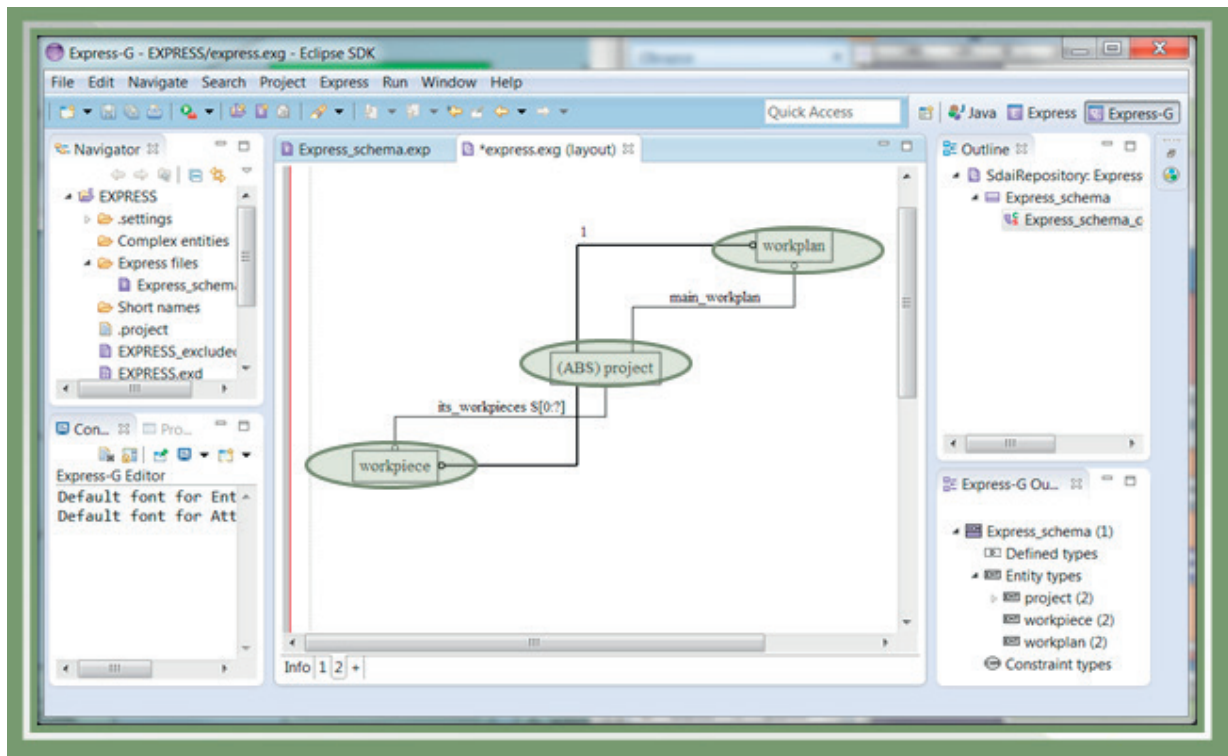 Express-G - EXPRESS/express.exg - Eclipse SDK
File Edit Navigate Search Project Express Run Window Help
Quick Access
Java Express Express-G
Navigator
EXPRESS
.settings
Complex entities
Express files
Express_schem
Short names
.project
EXPRESS_excluded
EXPRESS.exd
Con... Pro...
Express-G Editor
Default font for Ent
Default font for Att
Express_schema.exp *express.exg (layout)
1
workplan
main_workplan
(ABS) project
its_workpieces S[0:?]
workpiece
Info 1 2 +
Outline
SdaiRepository: Express
Express_schema
Express_schema_c
Express-G Ou...
Express_schema (1)
Defined types
Entity types
project (2)
workpiece (2)
workplan (2)
Constraint types